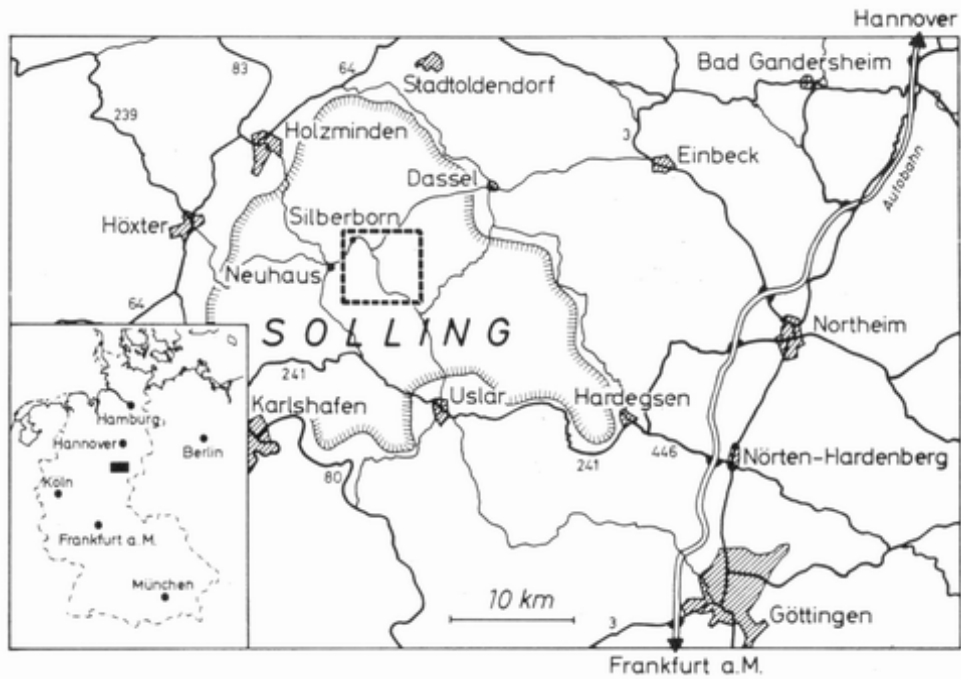 Hannover
83
64
Stadtoldendorf
Bad Gandersheim
239
Holzminden
3
Einbeck
Dassel
Autobahn
Silberborn
Höxter
Neuhaus
64
SOLLING
Northeim
241
Karlshafen
Uslar
Hardegsen
241
446
Nörten-Hardenberg
80
10 km
3
Göttingen
Frankfurt a.M.
Hamburg
Hannover
Berlin
Köln
Frankfurt a.M.
München